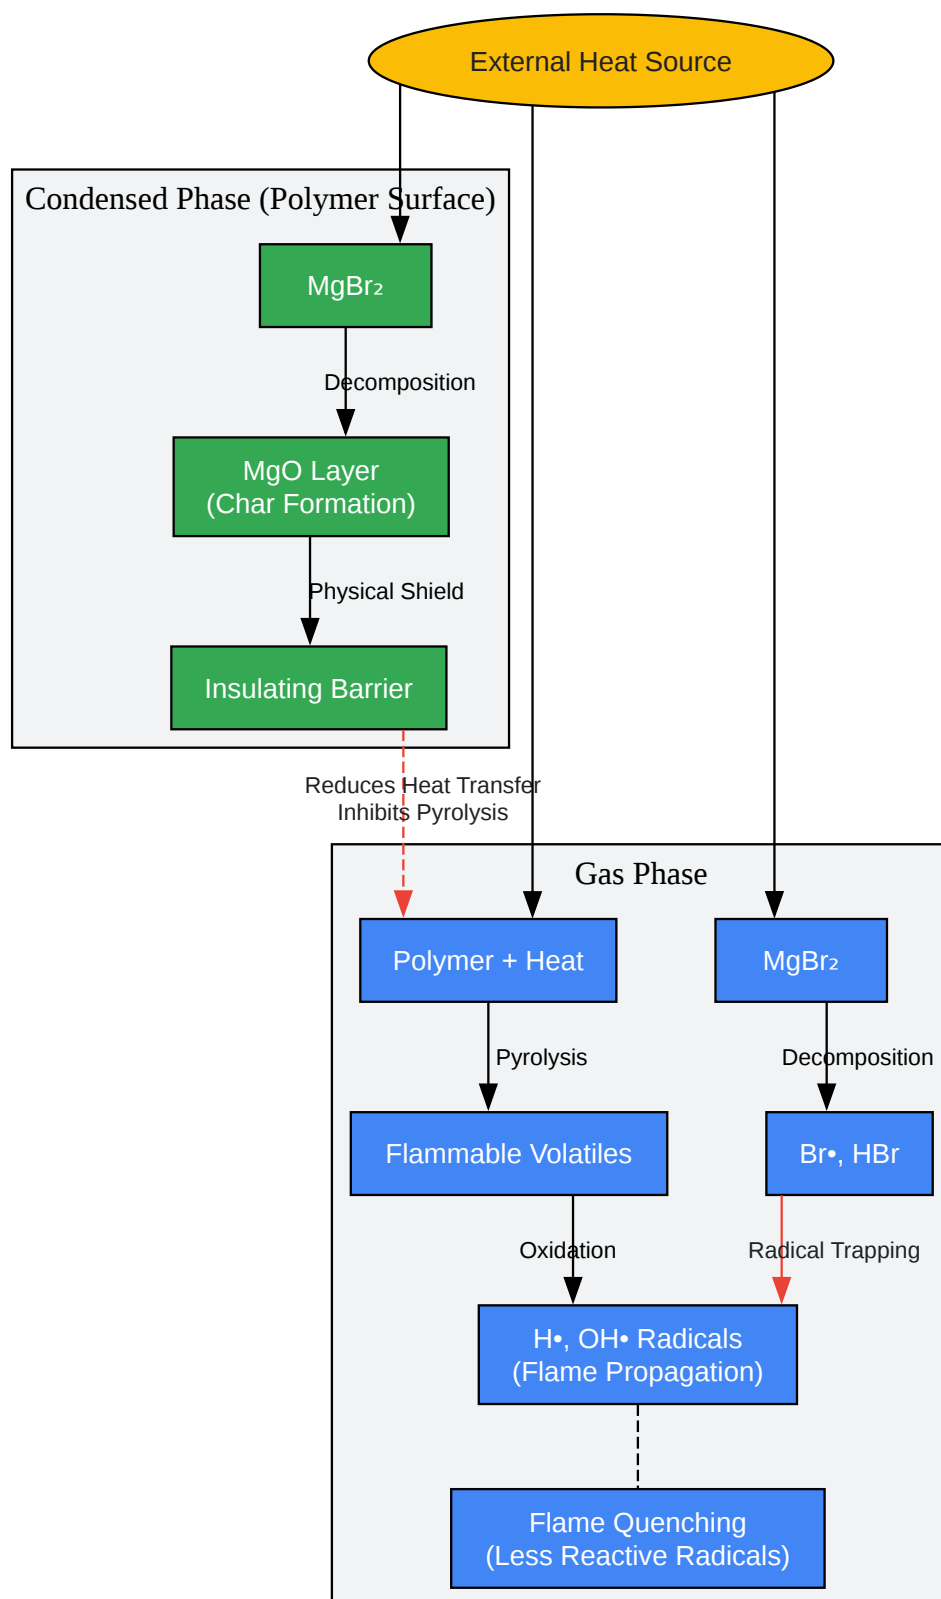 External Heat Source
Condensed Phase (Polymer Surface)
MgBr₂
Decomposition
MgO Layer
(Char Formation)
Physical Shield
Insulating Barrier
Reduces Heat Transfer
Inhibits Pyrolysis
Gas Phase
Polymer + Heat
MgBr₂
Pyrolysis
Decomposition
Flammable Volatiles
Br•, HBr
Oxidation
Radical Trapping
H•, OH• Radicals
(Flame Propagation)
Flame Quenching
(Less Reactive Radicals)